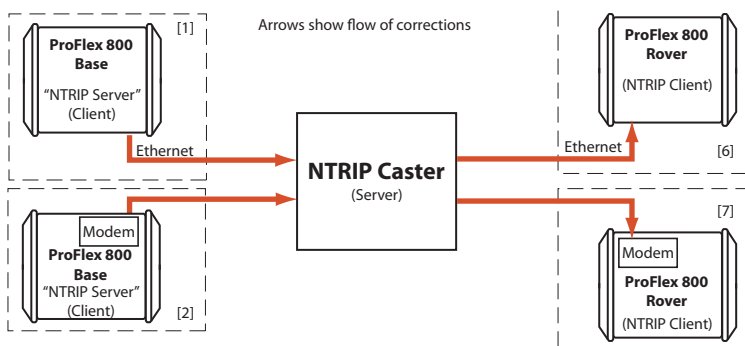 Arrows show flow of corrections
[1]
ProFlex 800
Base
“NTRIP Server”
(Client)
Ethernet
Modem
ProFlex 800
Base
“NTRIP Server”
(Client)
[2]
NTRIP Caster
(Server)
ProFlex 800
Rover
(NTRIP Client)
Ethernet
[6]
[7]
Modem
ProFlex 800
Rover
(NTRIP Client)